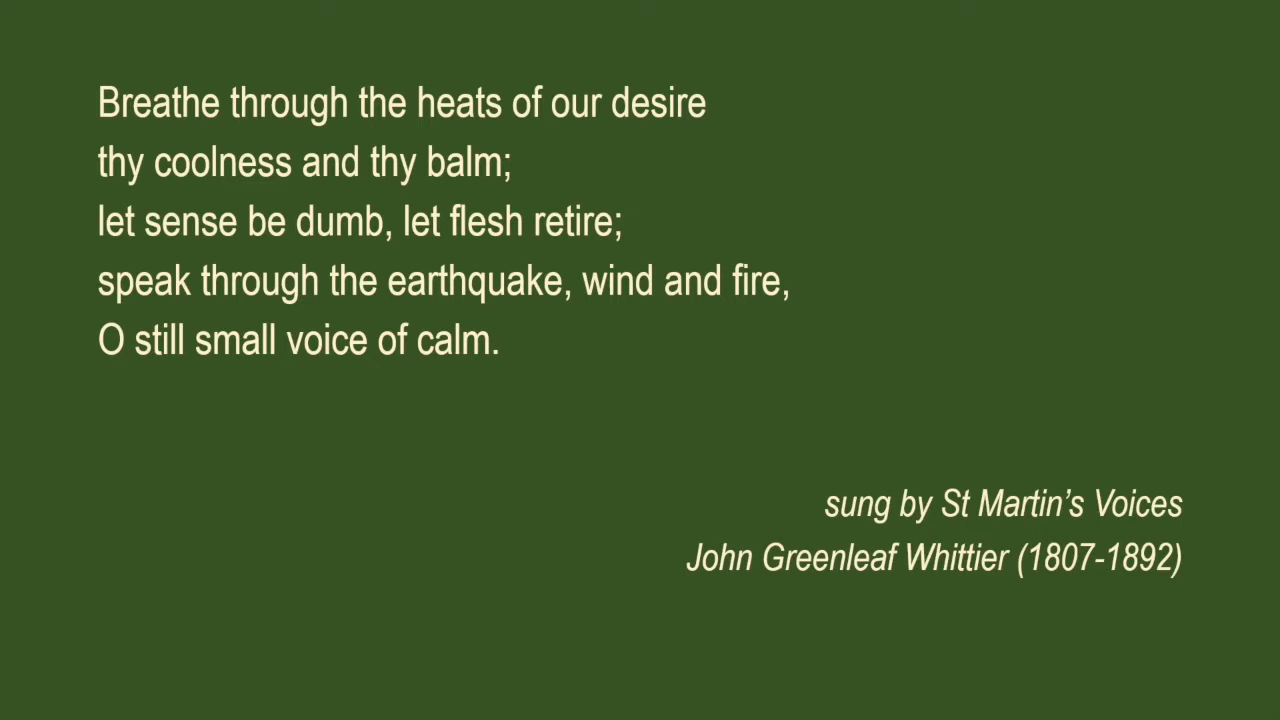 Breathe through the heats of our desire
thy coolness and thy balm;
let sense be dumb, let flesh retire;
speak through the earthquake, wind and fire,
O still small voice of calm.
sung by St Martin’s Voices
John Greenleaf Whittier (1807-1892)